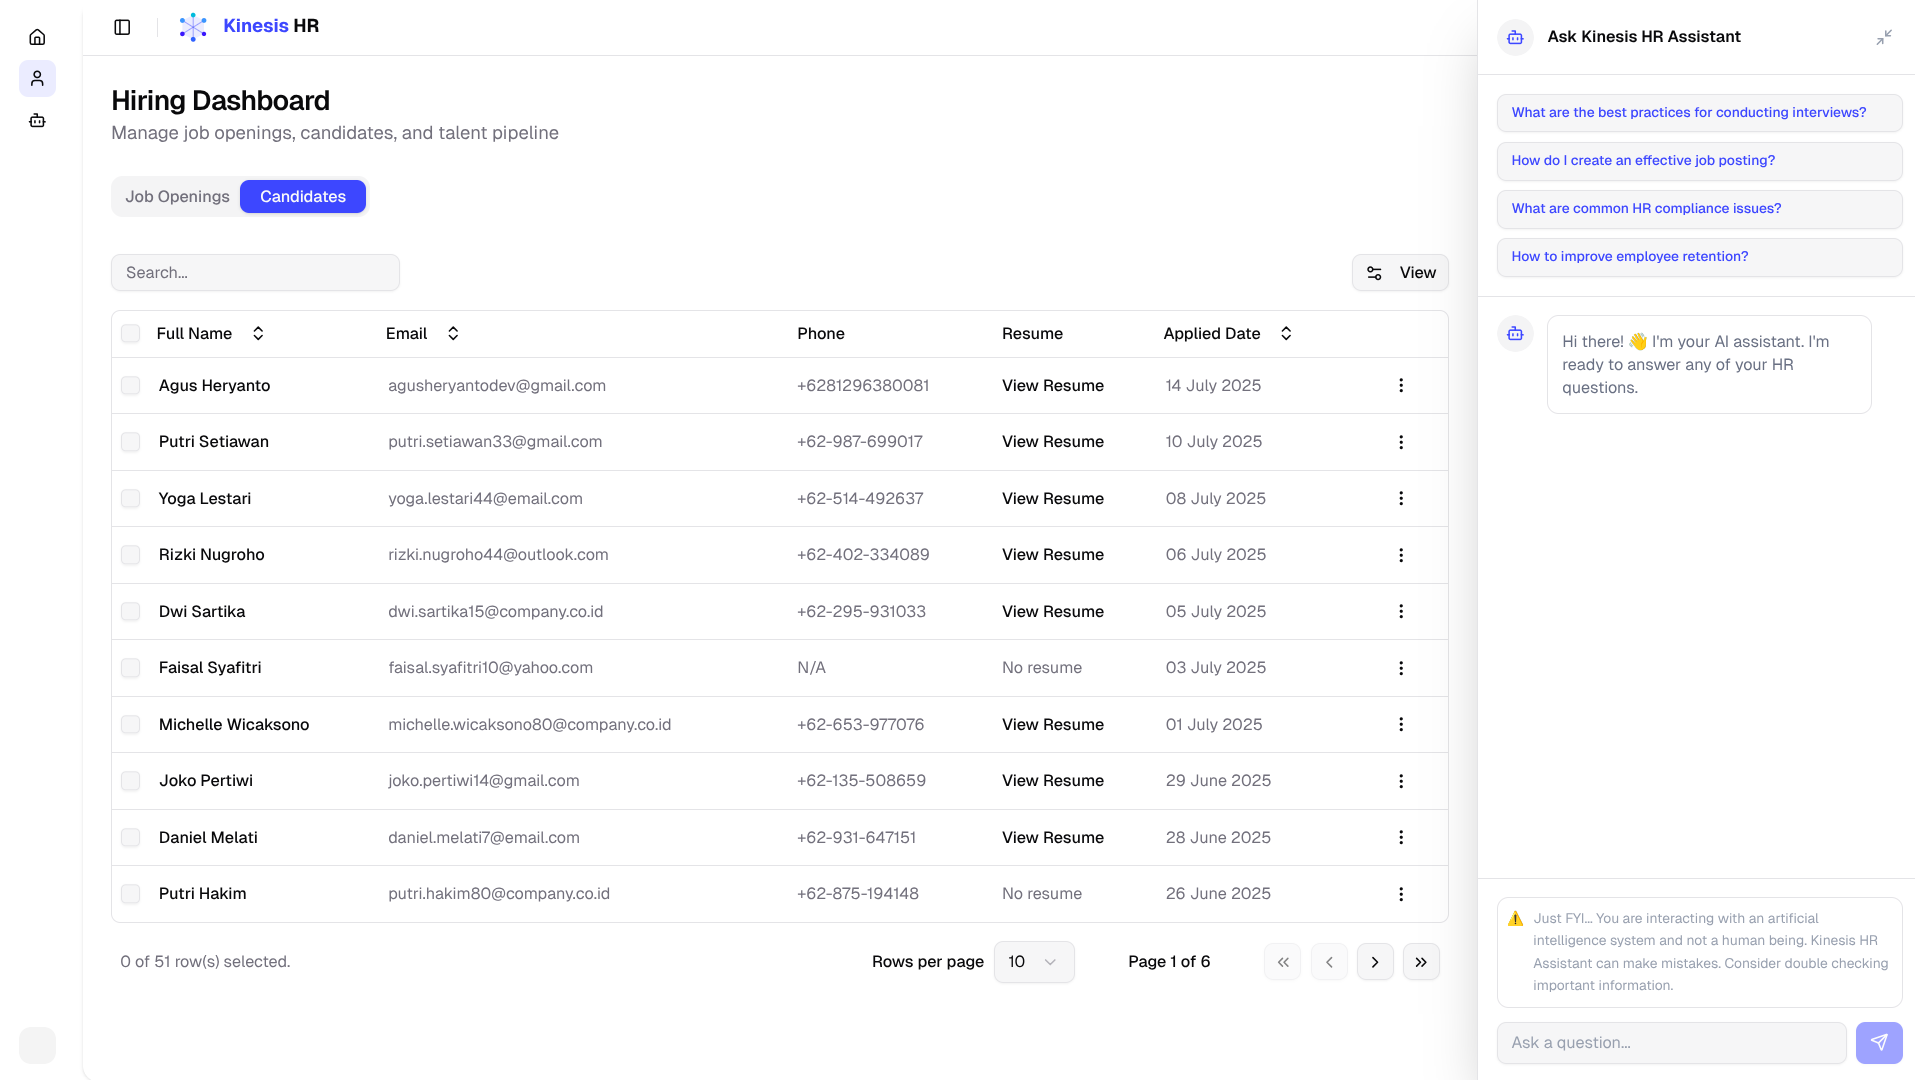 Kinesis HR
Hiring Dashboard
Manage job openings, candidates, and talent pipeline
Job Openings Candidates
Search...
View
Full Name Email Phone Resume Applied Date
Agus Heryanto agusheryantodev@gmail.com +6281296380081 View Resume 14 July 2025
Putri Setiawan putri.setiawan33@gmail.com +62-987-699017 View Resume 10 July 2025
Yoga Lestari yoga.lestari44@email.com +62-514-492637 View Resume 08 July 2025
Rizki Nugroho rizki.nugroho44@outlook.com +62-402-334089 View Resume 06 July 2025
Dwi Sartika dwi.sartika15@company.co.id +62-295-931033 View Resume 05 July 2025
Faisal Syafitri faisal.syafitri10@yahoo.com N/A No resume 03 July 2025
Michelle Wicaksono michelle.wicaksono80@company.co.id +62-653-977076 View Resume 01 July 2025
Joko Pertiwi joko.pertiwi14@gmail.com +62-135-508659 View Resume 29 June 2025
Daniel Melati daniel.melati7@email.com +62-931-647151 View Resume 28 June 2025
Putri Hakim putri.hakim80@company.co.id +62-875-194148 No resume 26 June 2025
0 of 51 row(s) selected.
Rows per page 10
Page 1 of 6
Ask Kinesis HR Assistant
What are the best practices for conducting interviews?
How do I create an effective job posting?
What are common HR compliance issues?
How to improve employee retention?
Hi there! 👋 I'm your AI assistant. I'm
ready to answer any of your HR
questions.
⚠️ Just FYI... You are interacting with an artificial
intelligence system and not a human being. Kinesis HR
Assistant can make mistakes. Consider double checking
important information.
Ask a question...